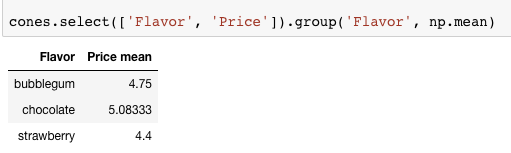 cones.select(['Flavor', 'Price']).group('Flavor', np.mean)
Flavor Price mean
bubblegum 4.75
chocolate 5.08333
strawberry 4.4